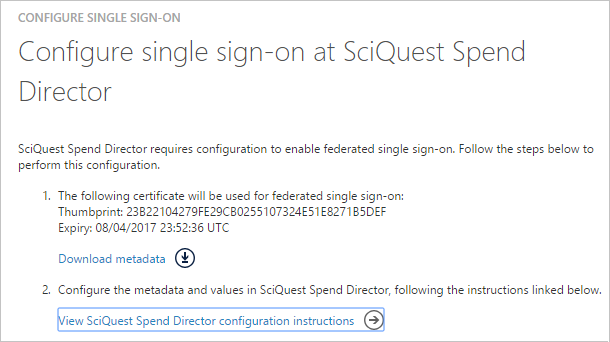 CONFIGURE SINGLE SIGN-ON
Configure single sign-on at SciQuest Spend
Director
SciQuest Spend Director requires configuration to enable federated single sign-on. Follow the steps below to
perform this configuration.
1. The following certificate will be used for federated single sign-on:
Thumbprint: 23B22104279FE29CB0255107324E51E8271B5DEF
Expiry: 08/04/2017 23:52:36 UTC
Download metadata
2. Configure the metadata and values in SciQuest Spend Director, following the instructions linked below.
View SciQuest Spend Director configuration instructions